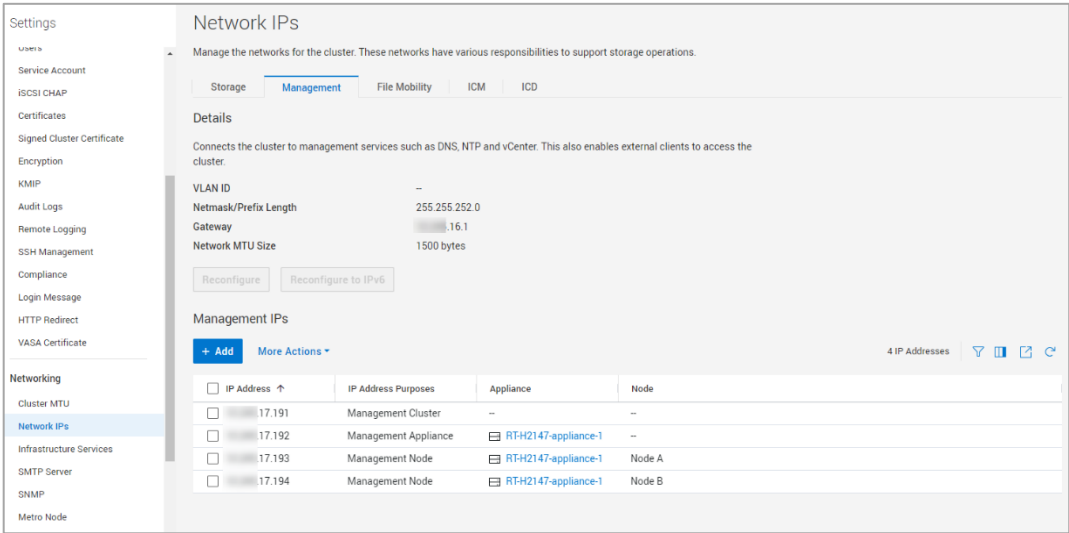 Settings
Users
Service Account
iSCSI CHAP
Certificates
Signed Cluster Certificate
Encryption
KMIP
Audit Logs
Remote Logging
SSH Management
Compliance
Login Message
HTTP Redirect
VASA Certificate
Networking
Cluster MTU
Network IPs
Infrastructure Services
SMTP Server
SNMP
Metro Node
Network IPs
Manage the networks for the cluster. These networks have various responsibilities to support storage operations.
Storage Management File Mobility ICM ICD
Details
Connects the cluster to management services such as DNS, NTP and vCenter. This also enables external clients to access the
cluster.
VLAN ID --
Netmask/Prefix Length 255.255.252.0
Gateway .16.1
Network MTU Size 1500 bytes
Reconfigure Reconfigure to IPv6
Management IPs
+ Add More Actions 4 IP Addresses
IP Address ↑ IP Address Purposes Appliance Node
.17.191 Management Cluster -- --
.17.192 Management Appliance RT-H2147-appliance-1 --
.17.193 Management Node RT-H2147-appliance-1 Node A
.17.194 Management Node RT-H2147-appliance-1 Node B